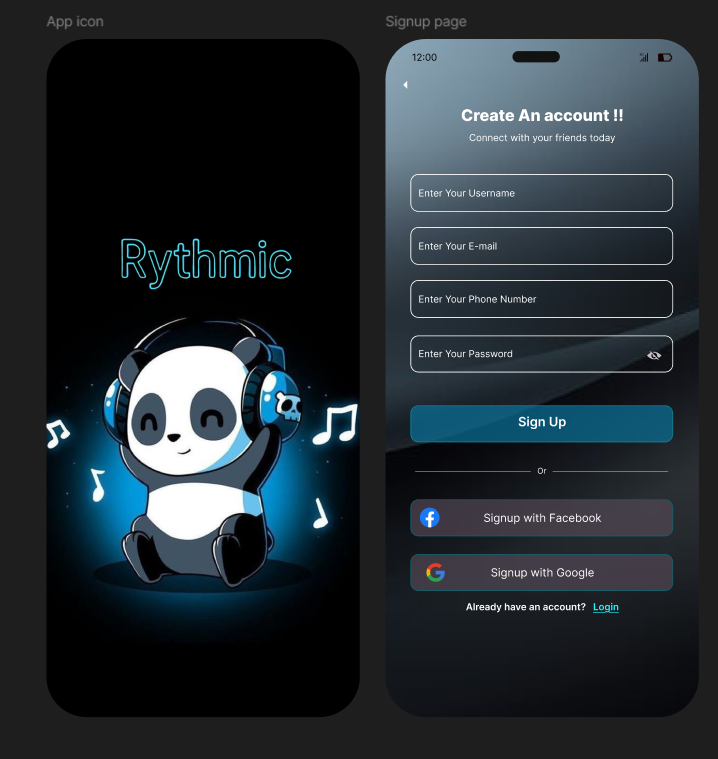 App icon
Signup page
Rythmic
12:00
Create An account !!
Connect with your friends today
Enter Your Username
Enter Your E-mail
Enter Your Phone Number
Enter Your Password
Sign Up
Or
Signup with Facebook
Signup with Google
Already have an account? Login